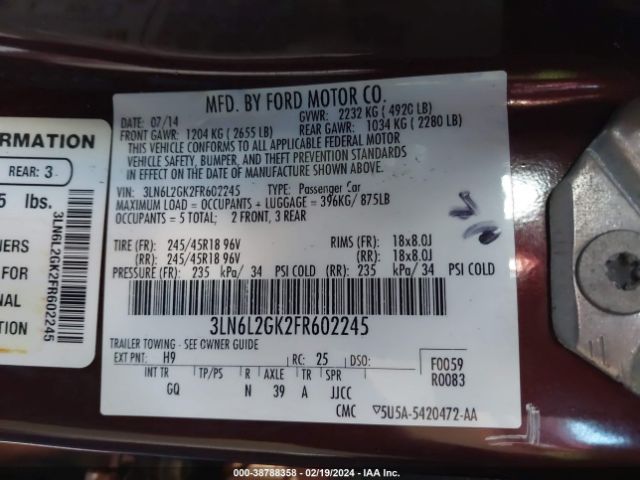 ORMATION
REAR: 3
5 lbs.
NERS
FOR
NAL
3LN6L2GK2FR602245
MFD. BY FORD MOTOR CO.
DATE: 07/14 GVWR: 2232 KG ( 4920 LB)
FRONT GAWR: 1204 KG ( 2655 LB) REAR GAWR: 1034 KG ( 2280 LB)
THIS VEHICLE CONFORMS TO ALL APPLICABLE FEDERAL MOTOR
VEHICLE SAFETY, BUMPER, AND THEFT PREVENTION STANDARDS
IN EFFECT ON THE DATE OF MANUFACTURE SHOWN ABOVE.
VIN: 3LN6L2GK2FR602245 TYPE: Passenger Car
MAXIMUM LOAD = OCCUPANTS + LUGGAGE = 396KG/ 875LB
OCCUPANTS = 5 TOTAL; 2 FRONT, 3 REAR
TIRE (FR): 245/45R18 96V RIMS (FR): 18x8.0J
(RR): 245/45R18 96V (RR): 18x8.0J
PRESSURE (FR): 235 kPa/ 34 PSI COLD (RR): 235 kPa/ 34 PSI COLD
3LN6L2GK2FR602245
TRAILER TOWING - SEE OWNER GUIDE
EXT PNT: H9 RC: 25 DSO: F0059
INT TR TP/PS R AXLE TR SPR R0083
GQ N 39 A JJCC
CMC ▽5U5A-5420472-AA
000-38788358 - 02/19/2024 - IAA Inc.